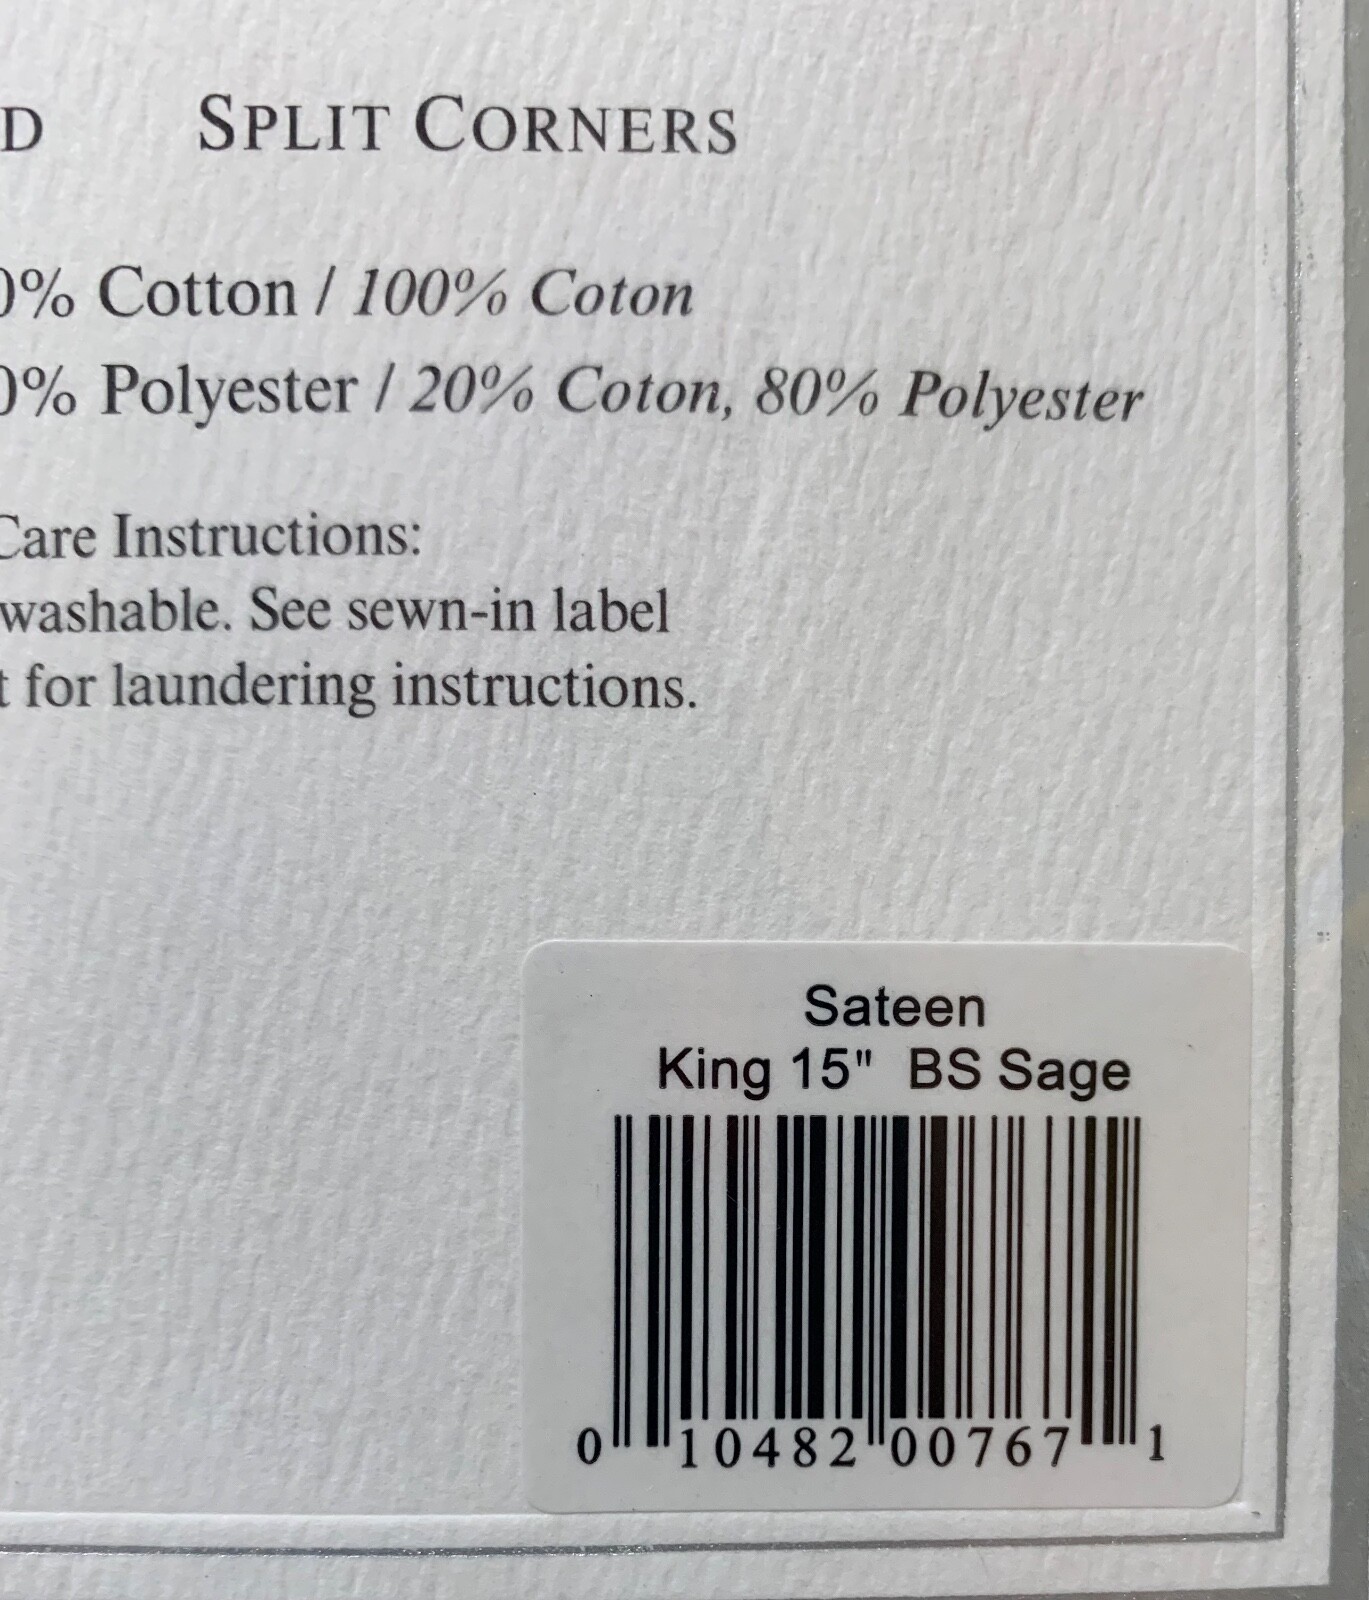 D SPLIT CORNERS
0% Cotton / 100% Coton
0% Polyester / 20% Coton, 80% Polyester
Care Instructions:
washable. See sewn-in label
t for laundering instructions.
Sateen
King 15" BS Sage
0 10482 00767 1